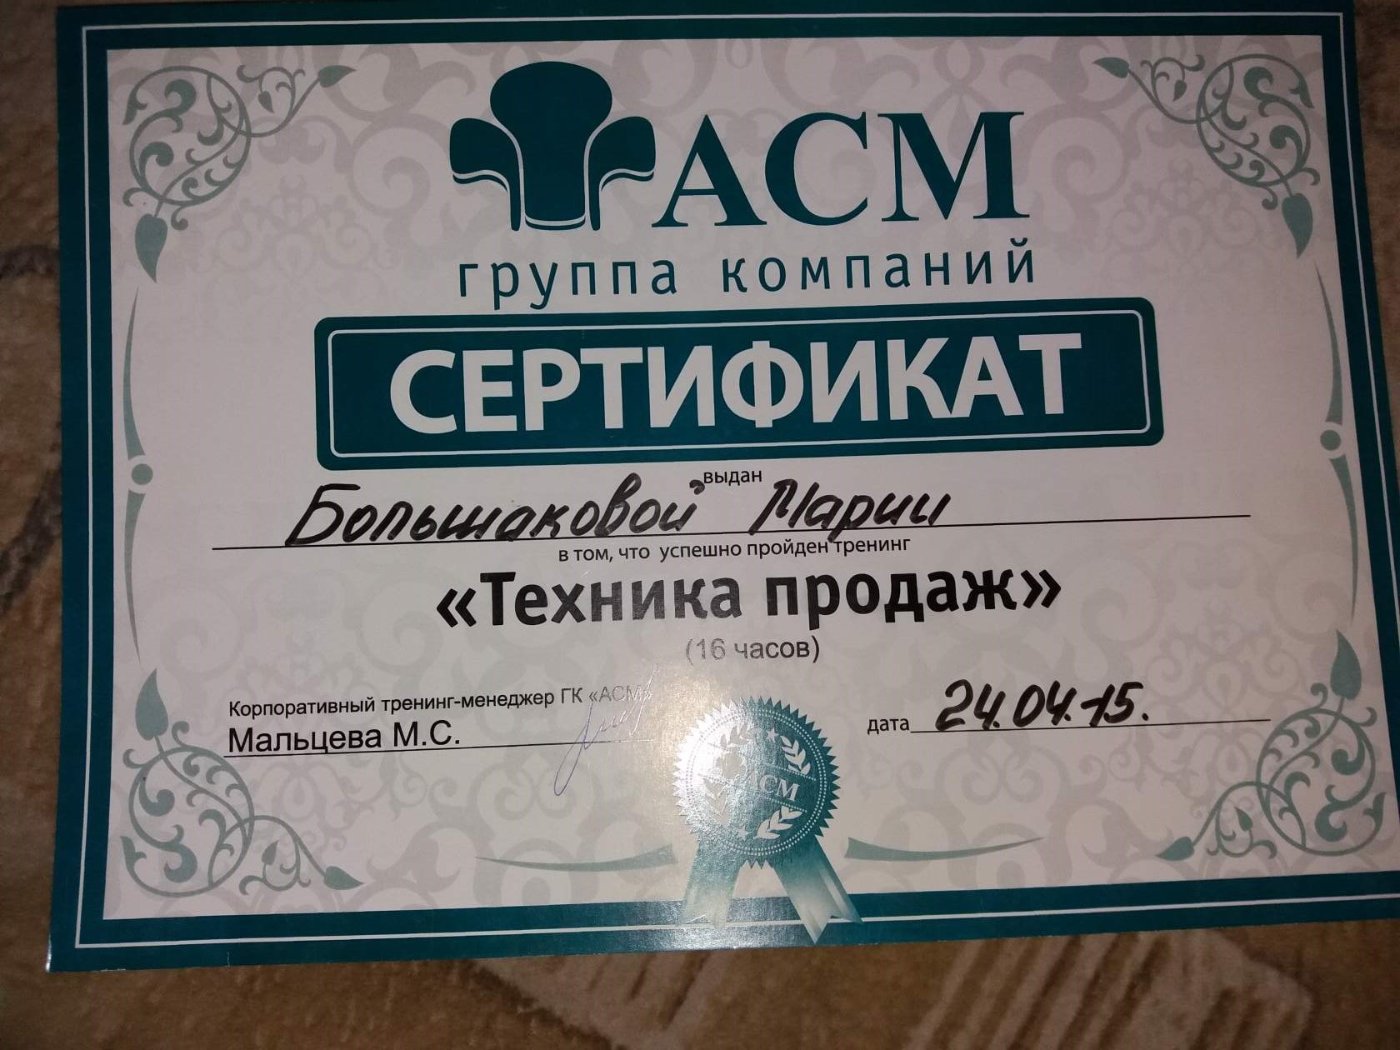 АСМ
группа компаний
СЕРТИФИКАТ
выдан
Большаковой Марии
в том, что успешно пройден тренинг
«Техника продаж»
(16 часов)
Корпоративный тренинг-менеджер ГК «АСМ»
Мальцева М.С.
дата 24.04.15.
АСМ